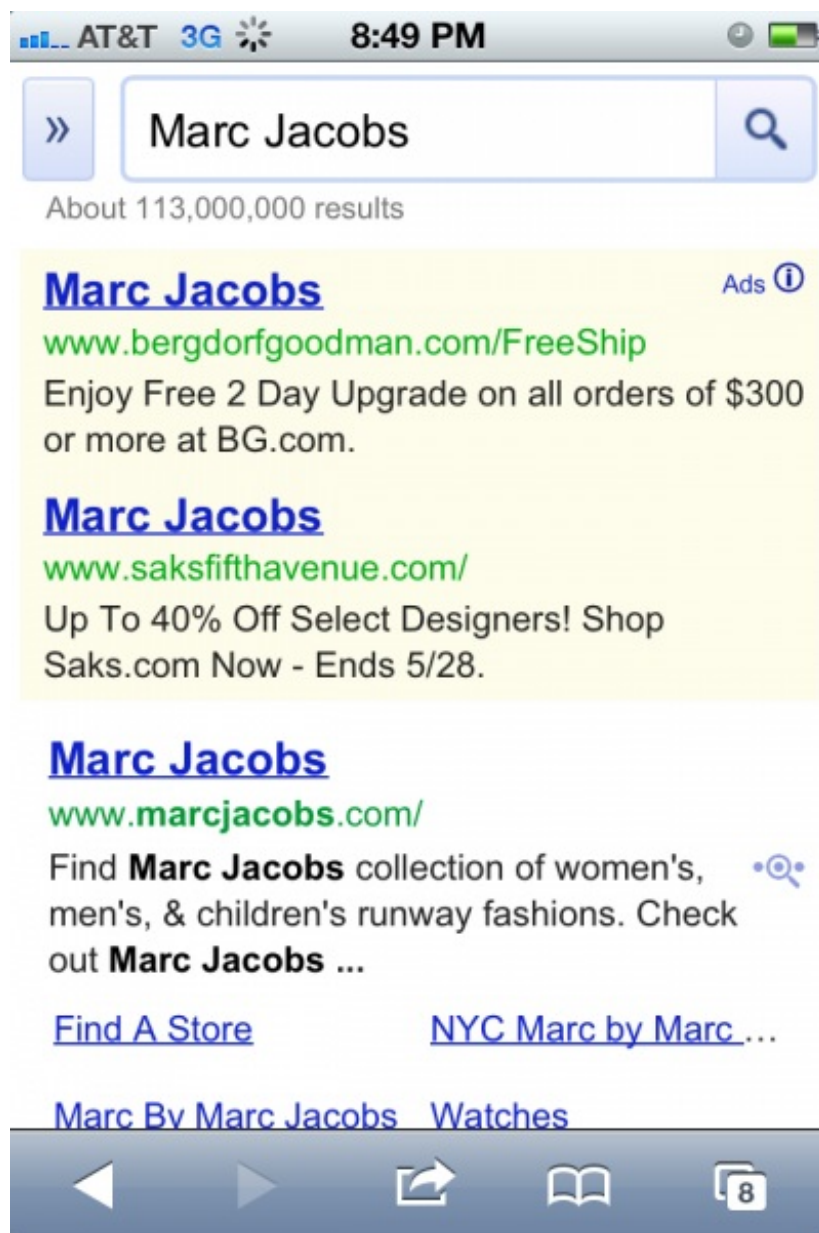 AT&T 3G 8:49 PM
» Marc Jacobs
About 113,000,000 results
Marc Jacobs
Ads i
www.bergdorfgoodman.com/FreeShip
Enjoy Free 2 Day Upgrade on all orders of $300
or more at BG.com.
Marc Jacobs
www.saksfifthavenue.com/
Up To 40% Off Select Designers! Shop
Saks.com Now - Ends 5/28.
Marc Jacobs
www.marcjacobs.com/
Find Marc Jacobs collection of women's,
men's, & children's runway fashions. Check
out Marc Jacobs ...
Find A Store NYC Marc by Marc ...
Marc By Marc Jacobs Watches
8